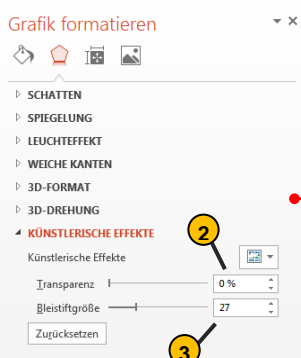 Grafik formatieren
SCHATTEN
SPIEGELUNG
LEUCHTEFFEKT
WEICHE KANTEN
3D-FORMAT
3D-DREHUNG
KÜNSTLERISCHE EFFEKTE
2
Künstlerische Effekte
Transparenz 0 %
Bleistiftgröße 27
Zurücksetzen
3